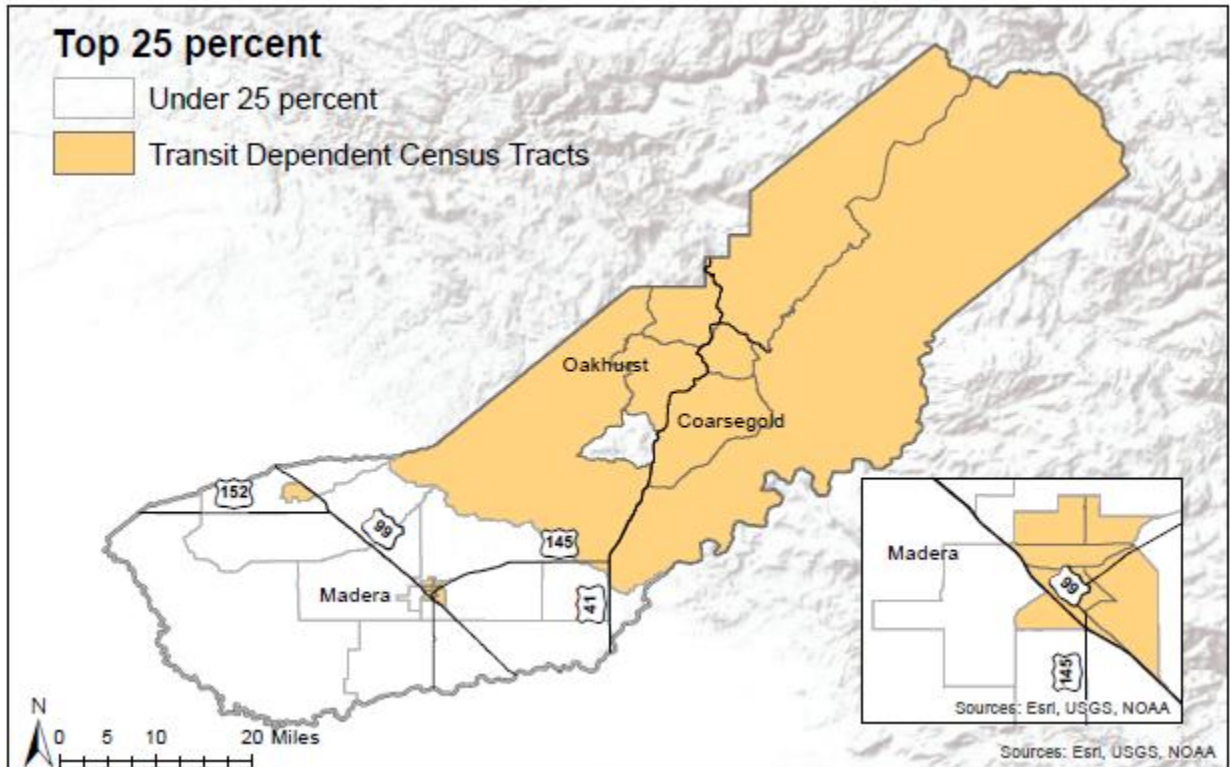 Top 25 percent
Under 25 percent
Transit Dependent Census Tracts
Oakhurst
Coarsegold
152
99
145
Madera
41
Madera
99
145
Sources: Esri, USGS, NOAA
N
0 5 10 20 Miles
Sources: Esri, USGS, NOAA